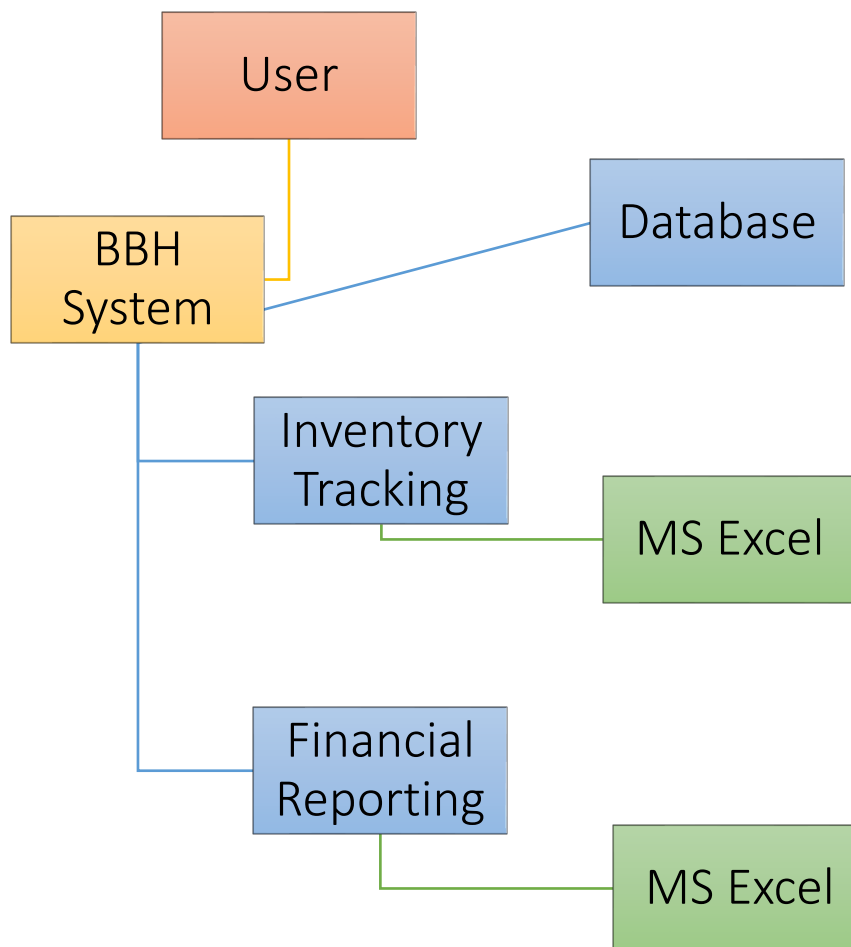 User
Database
BBH
System
Inventory
Tracking
MS Excel
Financial
Reporting
MS Excel